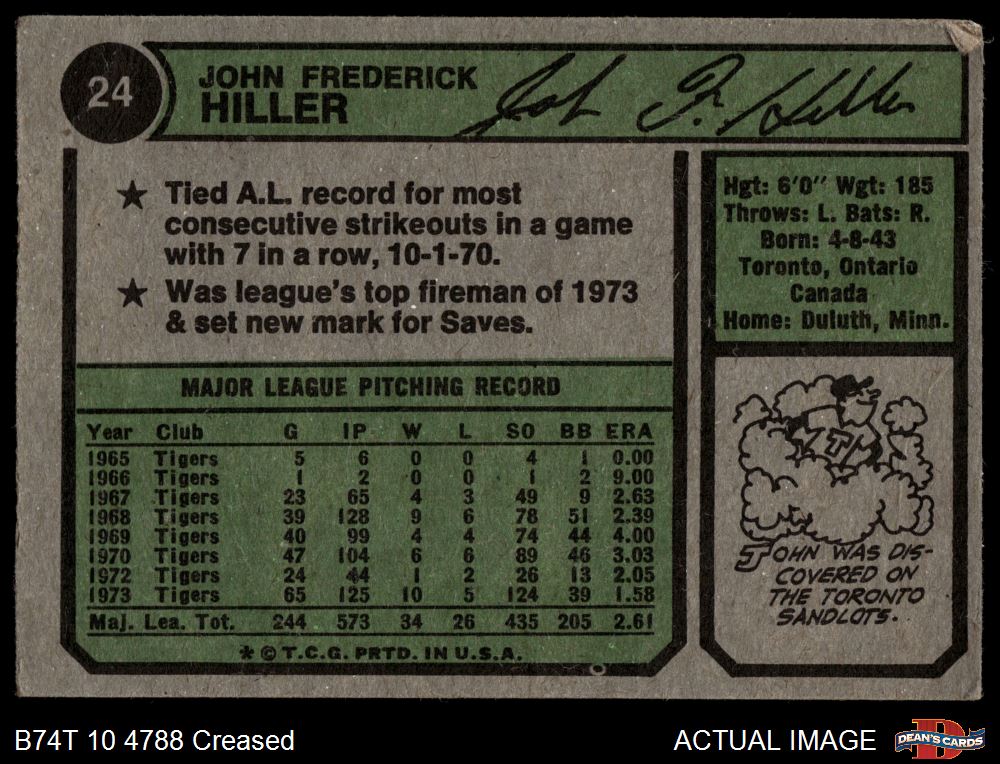 24
JOHN FREDERICK
HILLER
John F. Hiller
★ Tied A.L. record for most
consecutive strikeouts in a game
with 7 in a row, 10-1-70.
★ Was league's top fireman of 1973
& set new mark for Saves.
Hgt: 6'0" Wgt: 185
Throws: L. Bats: R.
Born: 4-8-43
Toronto, Ontario
Canada
Home: Duluth, Minn.
MAJOR LEAGUE PITCHING RECORD
Year Club G IP W L SO BB ERA
1965 Tigers 5 6 0 0 4 1 0.00
1966 Tigers 1 2 0 0 1 2 9.00
1967 Tigers 23 65 4 3 49 9 2.63
1968 Tigers 39 128 9 6 78 51 2.39
1969 Tigers 40 99 4 4 74 44 4.00
1970 Tigers 47 104 6 6 89 46 3.03
1972 Tigers 24 44 1 2 26 13 2.05
1973 Tigers 65 125 10 5 124 39 1.58
Maj. Lea. Tot. 244 573 34 26 435 205 2.61
* © T.C.G. PRTD. IN U.S.A.
JOHN WAS DIS-
COVERED ON
THE TORONTO
SANDLOTS.
B74T 10 4788 Creased
ACTUAL IMAGE
DEAN'S CARDS